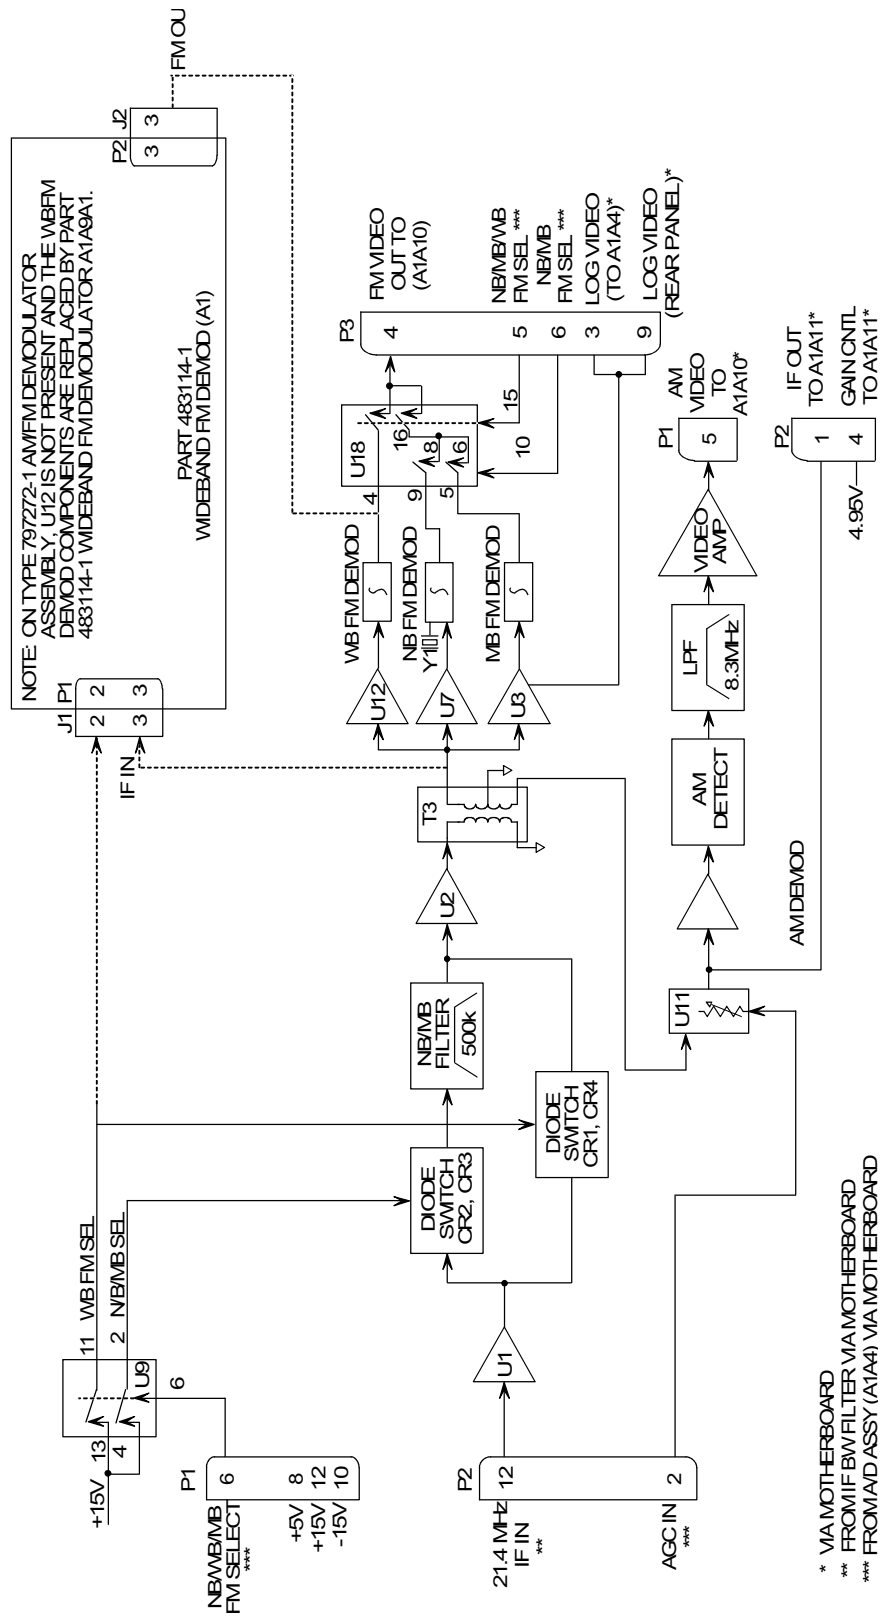 NOTE: ON TYPE 797272-1 AM/FM DEMODULATOR
ASSEMBLY, U12 IS NOT PRESENT AND THE WBFM
DEMOD COMPONENTS ARE REPLACED BY PART
483114-1 WIDEBAND FM DEMODULATOR A1A9A1.
PART 483114-1
WIDEBAND FM DEMOD (A1)
J1 P1
2 2
3 3
IF IN
P2 J2
3 3
FM OU
+15V
13
4
11 WB FM SEL
2 N/B/MB SEL
U9
6
P1
NB/WB/MB
FM SELECT
***
6
+5V 8
+15V 12
-15V 10
P2
21.4 MHz
IF IN
**
12
AGC IN
***
2
U1
DIODE
SWITCH
CR2, CR3
DIODE
SWITCH
CR1, CR4
NB/MB
FILTER
500k
U2
T3
U12
U7
U3
WB FM DEMOD
NB FM DEMOD
Y1
MB FM DEMOD
4
9
5
U18
16
8
6
15
10
P3
4
FM VIDEO
OUT TO
(A1A10)
5
NB/MB/WB
FM SEL ***
6
NB/MB
FM SEL ***
3
LOG VIDEO
(TO A1A4)*
9
LOG VIDEO
(REAR PANEL)*
U11
AM DEMOD
AM
DETECT
LPF
8.3MHz
VIDEO
AMP
P1
5
AM
VIDEO
TO
A1A10*
P2
1
IF OUT
TO A1A11*
4.95V
4
GAIN CNTL
TO A1A11*
* VIA MOTHERBOARD
** FROM IF BW FILTER VIA MOTHERBOARD
*** FROM A/D ASSY (A1A4) VIA MOTHERBOARD